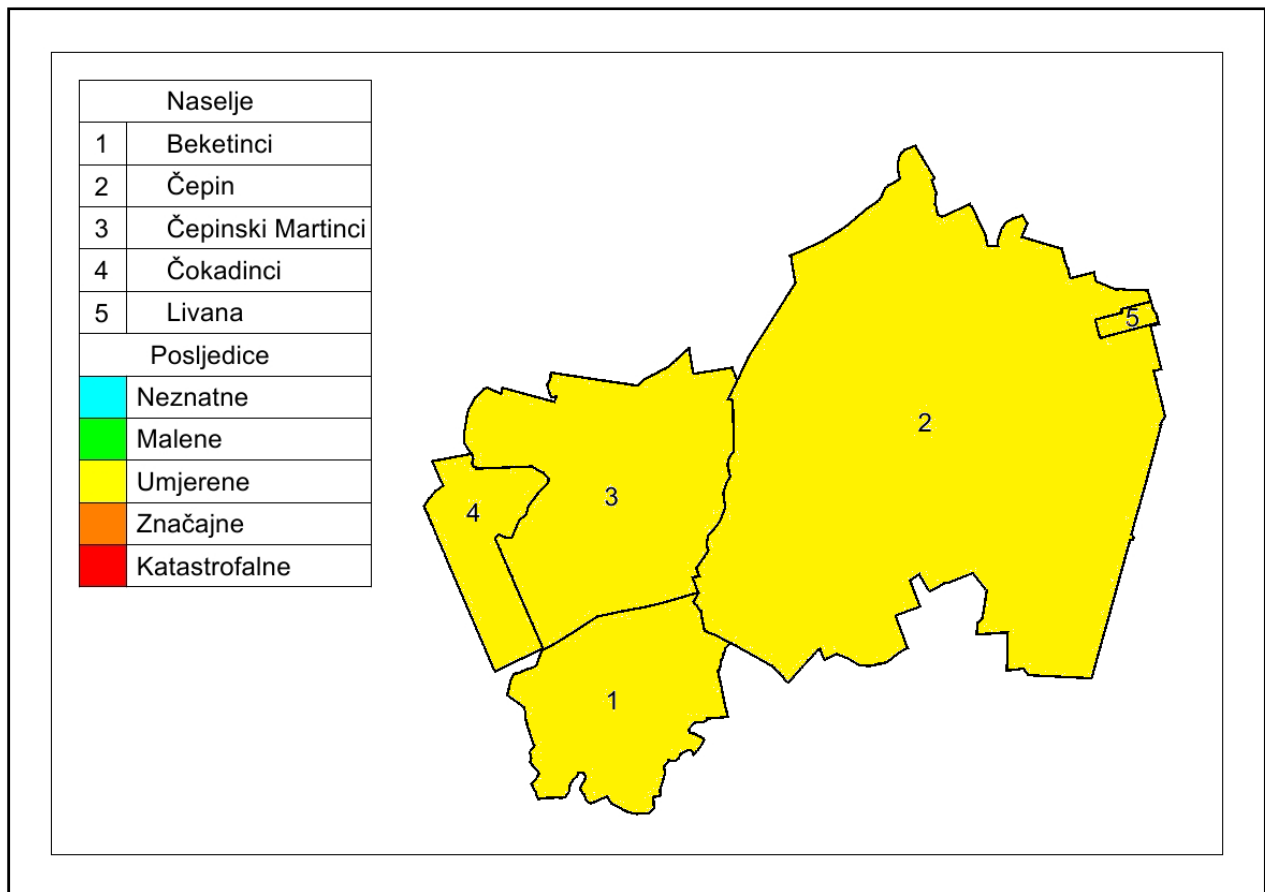 Naselje
1 Beketinci
2 Čepin
3 Čepinski Martinci
4 Čokadinci
5 Livana
Posljedice
Neznatne
Malene
Umjerene
Značajne
Katastrofalne
5
2
3
4
1